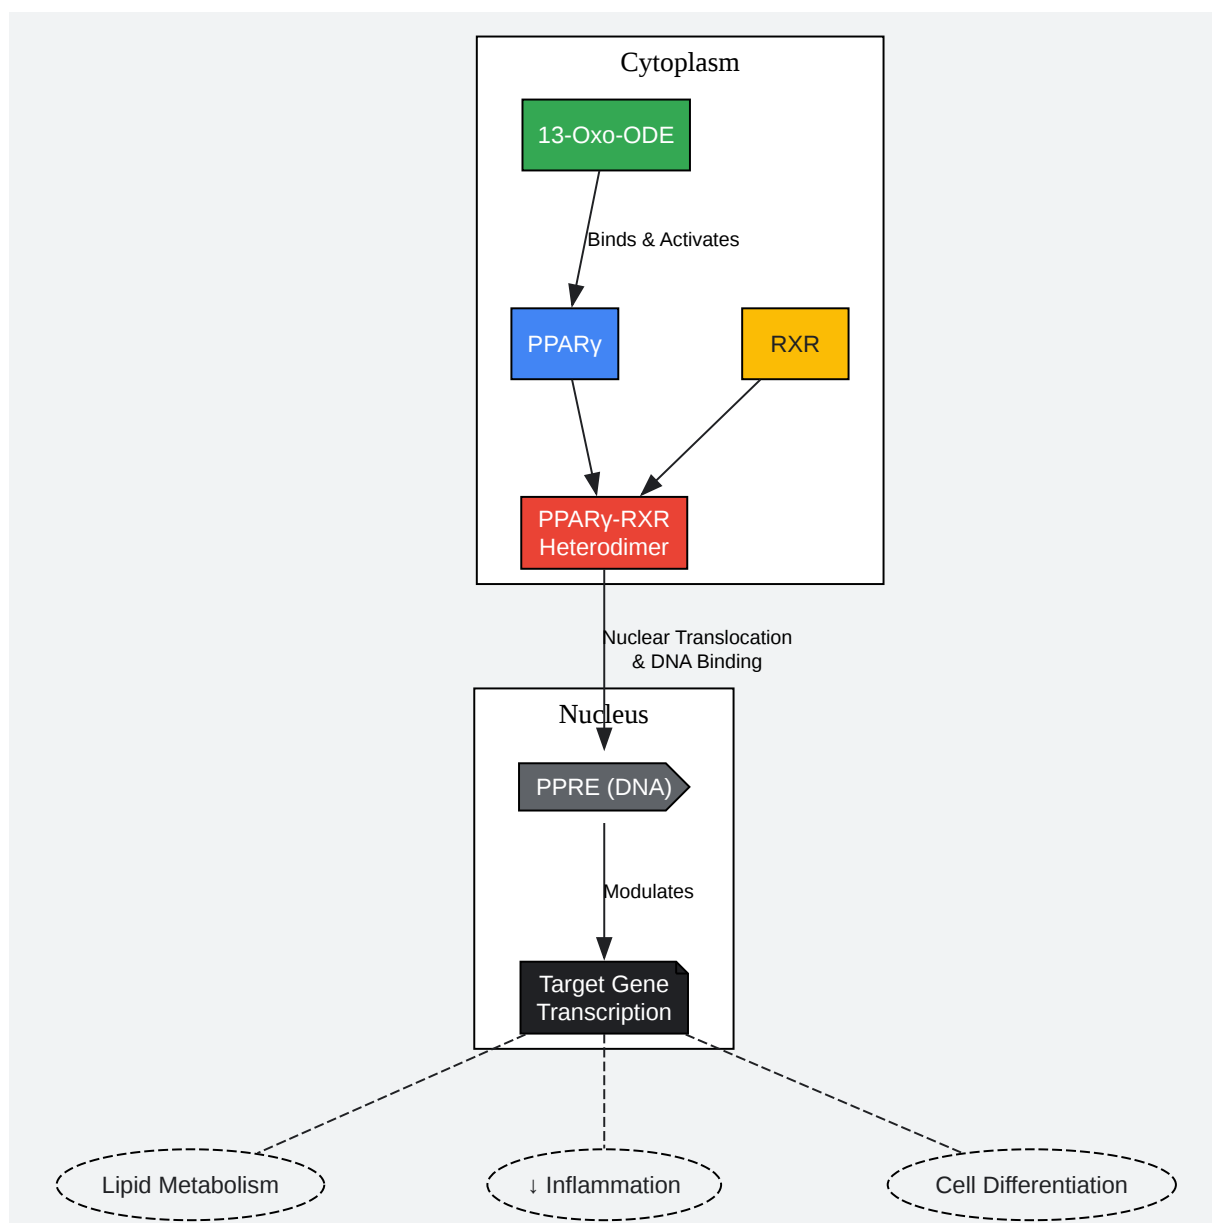 Cytoplasm
13-Oxo-ODE
Binds & Activates
PPARγ
RXR
PPARγ-RXR
Heterodimer
Nuclear Translocation
& DNA Binding
Nucleus
PPRE (DNA)
Modulates
Target Gene
Transcription
Lipid Metabolism
↓ Inflammation
Cell Differentiation